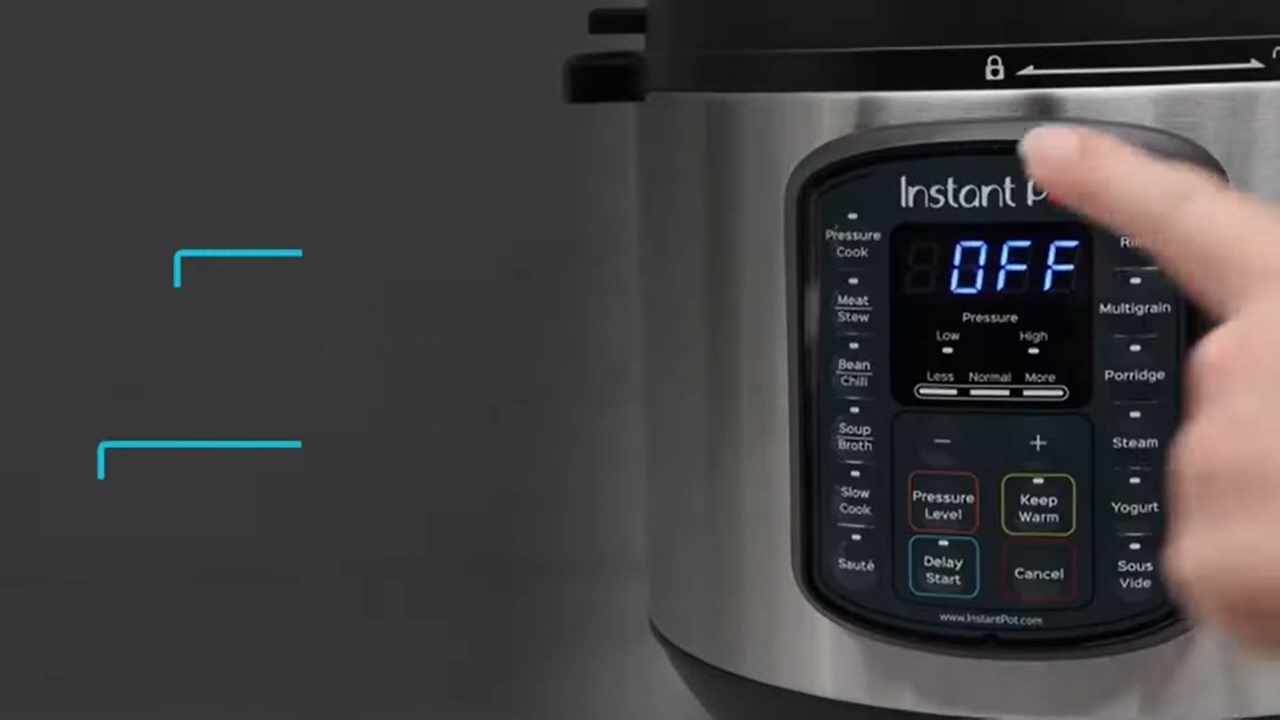 Instant P
Pressure
Cook
OFF
Multigrain
Meat
Stew
Pressure
Low High
Bean
Chili
Less Normal More
Porridge
Soup
Broth
− +
Steam
Slow
Cook
Pressure
Level
Keep
Warm
Yogurt
Sauté
Delay
Start
Cancel
Sous
Vide
www.InstantPot.com